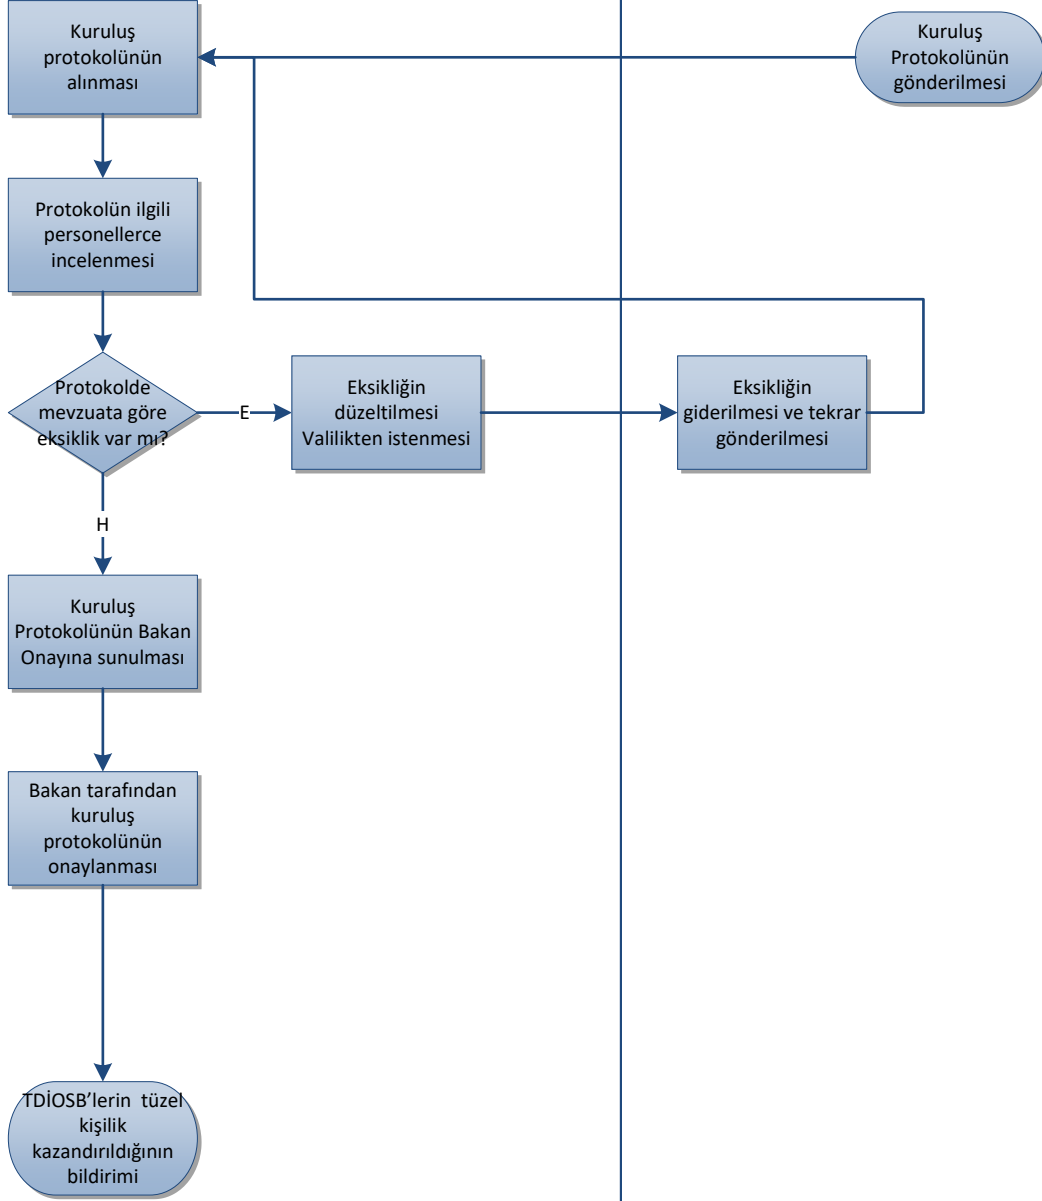 Kuruluş
protokolünün
alınması
Kuruluş
Protokolünün
gönderilmesi
Protokolün ilgili
personellerce
incelenmesi
Protokolde
mevzuata göre
eksiklik var mı?
E
Eksikliğin
düzeltilmesi
Valilikten istenmesi
Eksikliğin
giderilmesi ve tekrar
gönderilmesi
H
Kuruluş
Protokolünün Bakan
Onayına sunulması
Bakan tarafından
kuruluş
protokolünün
onaylanması
TDİOSB'lerin tüzel
kişilik
kazandırıldığının
bildirimi